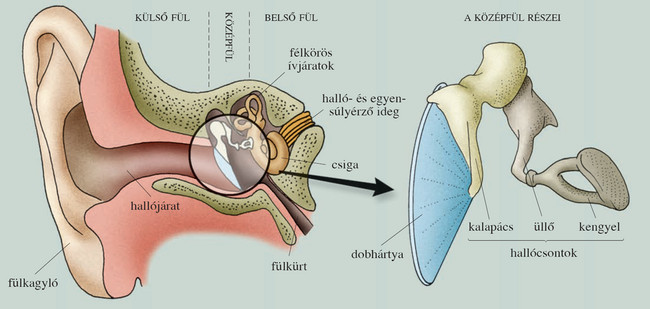 KÜLSŐ FÜL
KÖZÉPFÜL
BELSŐ FÜL
A KÖZÉPFÜL RÉSZEI
félkörös
ívjáratok
halló- és egyen-
súlyérző ideg
csiga
hallójárat
fülkürt
fülkagyló
dobhártya
kalapács
üllő
kengyel
hallócsontok